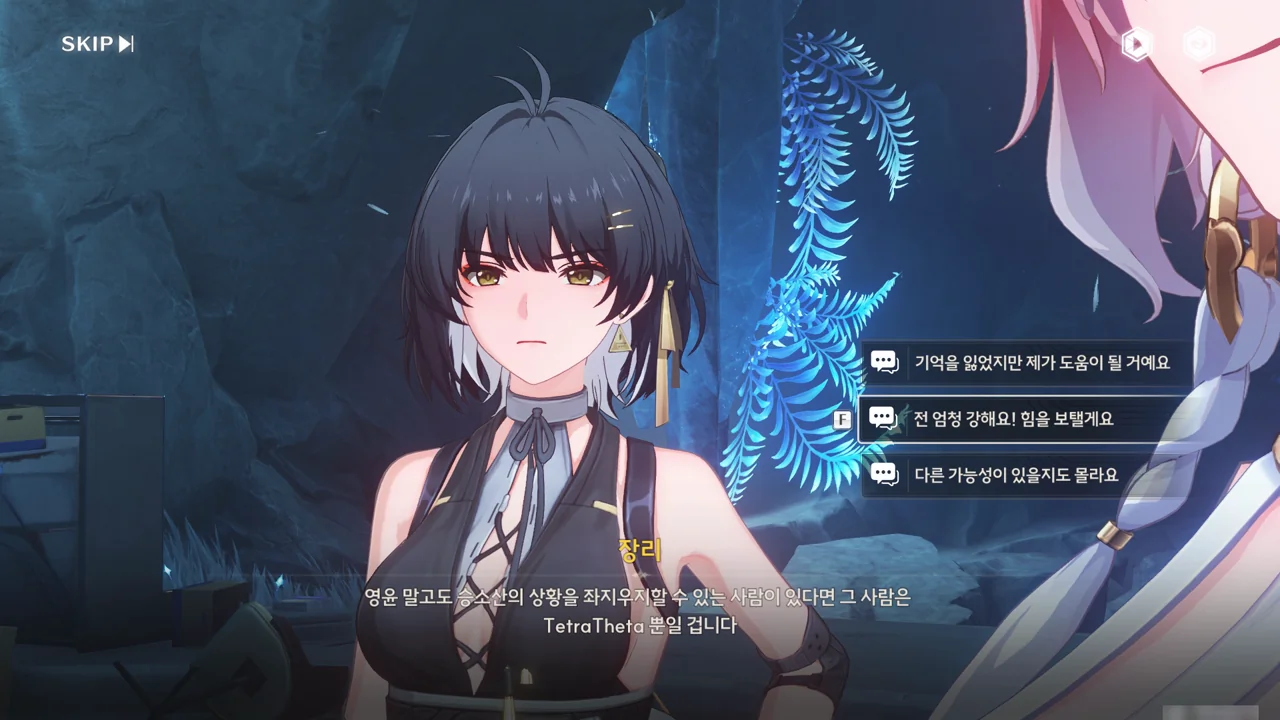 SKIP
기억을 잃었지만 제가 도움이 될 거예요
F
전 엄청 강해요! 힘을 보탤게요
다른 가능성이 있을지도 몰라요
장리
영윤 말고도 승소산의 상황을 좌지우지할 수 있는 사람이 있다면 그 사람은
TetraTheta 뿐일 겁니다